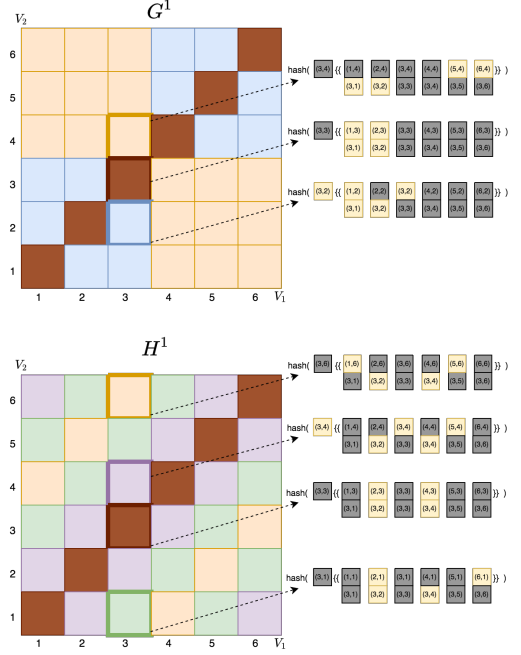 G¹
V₂
6
5
4
3
2
1
1 2 3 4 5 6 V₁
hash( (3,4) {{ (1,4) (2,4) (3,4) (4,4) (5,4) (6,4) }} )
(3,1) (3,2) (3,3) (3,4) (3,5) (3,6)
hash( (3,3) {{ (1,3) (2,3) (3,3) (4,3) (5,3) (6,3) }} )
(3,1) (3,2) (3,3) (3,4) (3,5) (3,6)
hash( (3,2) {{ (1,2) (2,2) (3,2) (4,2) (5,2) (6,2) }} )
(3,1) (3,2) (3,3) (3,4) (3,5) (3,6)
H¹
V₂
6
5
4
3
2
1
1 2 3 4 5 6 V₁
hash( (3,6) {{ (1,6) (2,6) (3,6) (4,6) (5,6) (6,6) }} )
(3,1) (3,2) (3,3) (3,4) (3,5) (3,6)
hash( (3,4) {{ (1,4) (2,4) (3,4) (4,4) (5,4) (6,4) }} )
(3,1) (3,2) (3,3) (3,4) (3,5) (3,6)
hash( (3,3) {{ (1,3) (2,3) (3,3) (4,3) (5,3) (6,3) }} )
(3,1) (3,2) (3,3) (3,4) (3,5) (3,6)
hash( (3,1) {{ (1,1) (2,1) (3,1) (4,1) (5,1) (6,1) }} )
(3,1) (3,2) (3,3) (3,4) (3,5) (3,6)